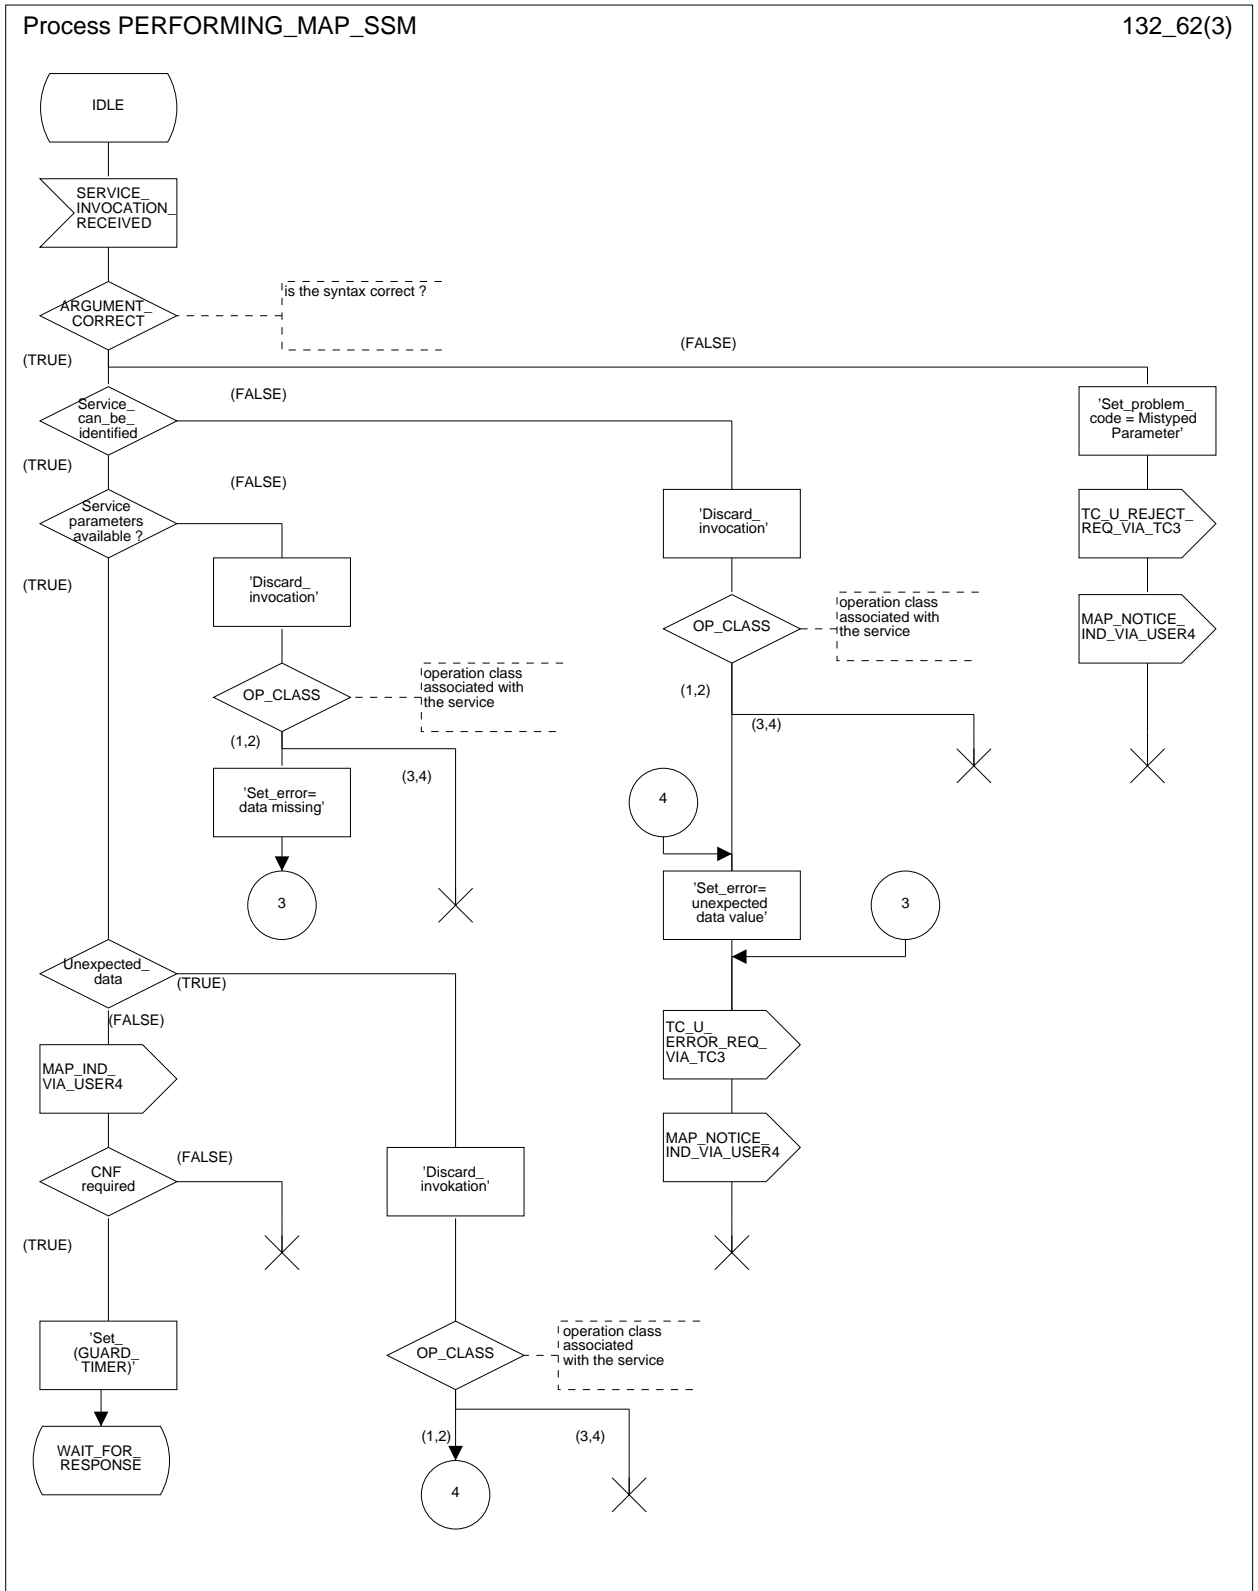 Process PERFORMING_MAP_SSM
132_62(3)
IDLE
SERVICE_
INVOCATION_
RECEIVED
ARGUMENT_
CORRECT
is the syntax correct ?
(TRUE)
(FALSE)
Service_
can_be_
identified
(FALSE)
'Set_problem_
code = Mistyped
Parameter'
(TRUE)
(FALSE)
Service
parameters
available ?
'Discard_
invocation'
TC_U_REJECT_
REQ_VIA_TC3
(TRUE)
'Discard_
invocation'
OP_CLASS
operation class
associated with
the service
MAP_NOTICE_
IND_VIA_USER4
OP_CLASS
operation class
associated with
the service
(1,2)
(3,4)
(1,2)
(3,4)
'Set_error=
data missing'
4
3
'Set_error=
unexpected
data value'
3
Unexpected_
data
(TRUE)
(FALSE)
TC_U_
ERROR_REQ_
VIA_TC3
MAP_IND_
VIA_USER4
MAP_NOTICE_
IND_VIA_USER4
CNF
required
(FALSE)
'Discard_
invokation'
(TRUE)
'Set_
(GUARD_
TIMER)'
OP_CLASS
operation class
associated
with the service
(1,2)
(3,4)
WAIT_FOR_
RESPONSE
4